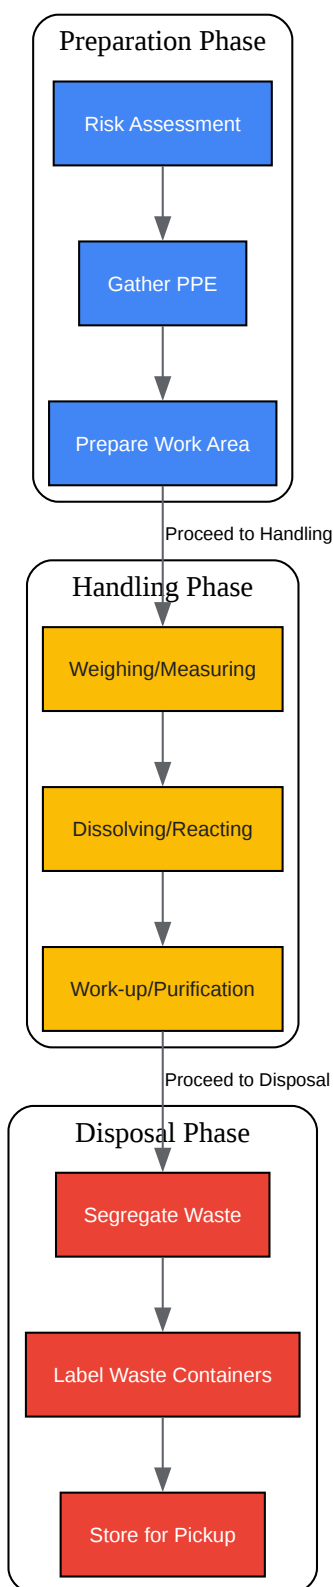 Preparation Phase
Risk Assessment
Gather PPE
Prepare Work Area
Proceed to Handling
Handling Phase
Weighing/Measuring
Dissolving/Reacting
Work-up/Purification
Proceed to Disposal
Disposal Phase
Segregate Waste
Label Waste Containers
Store for Pickup